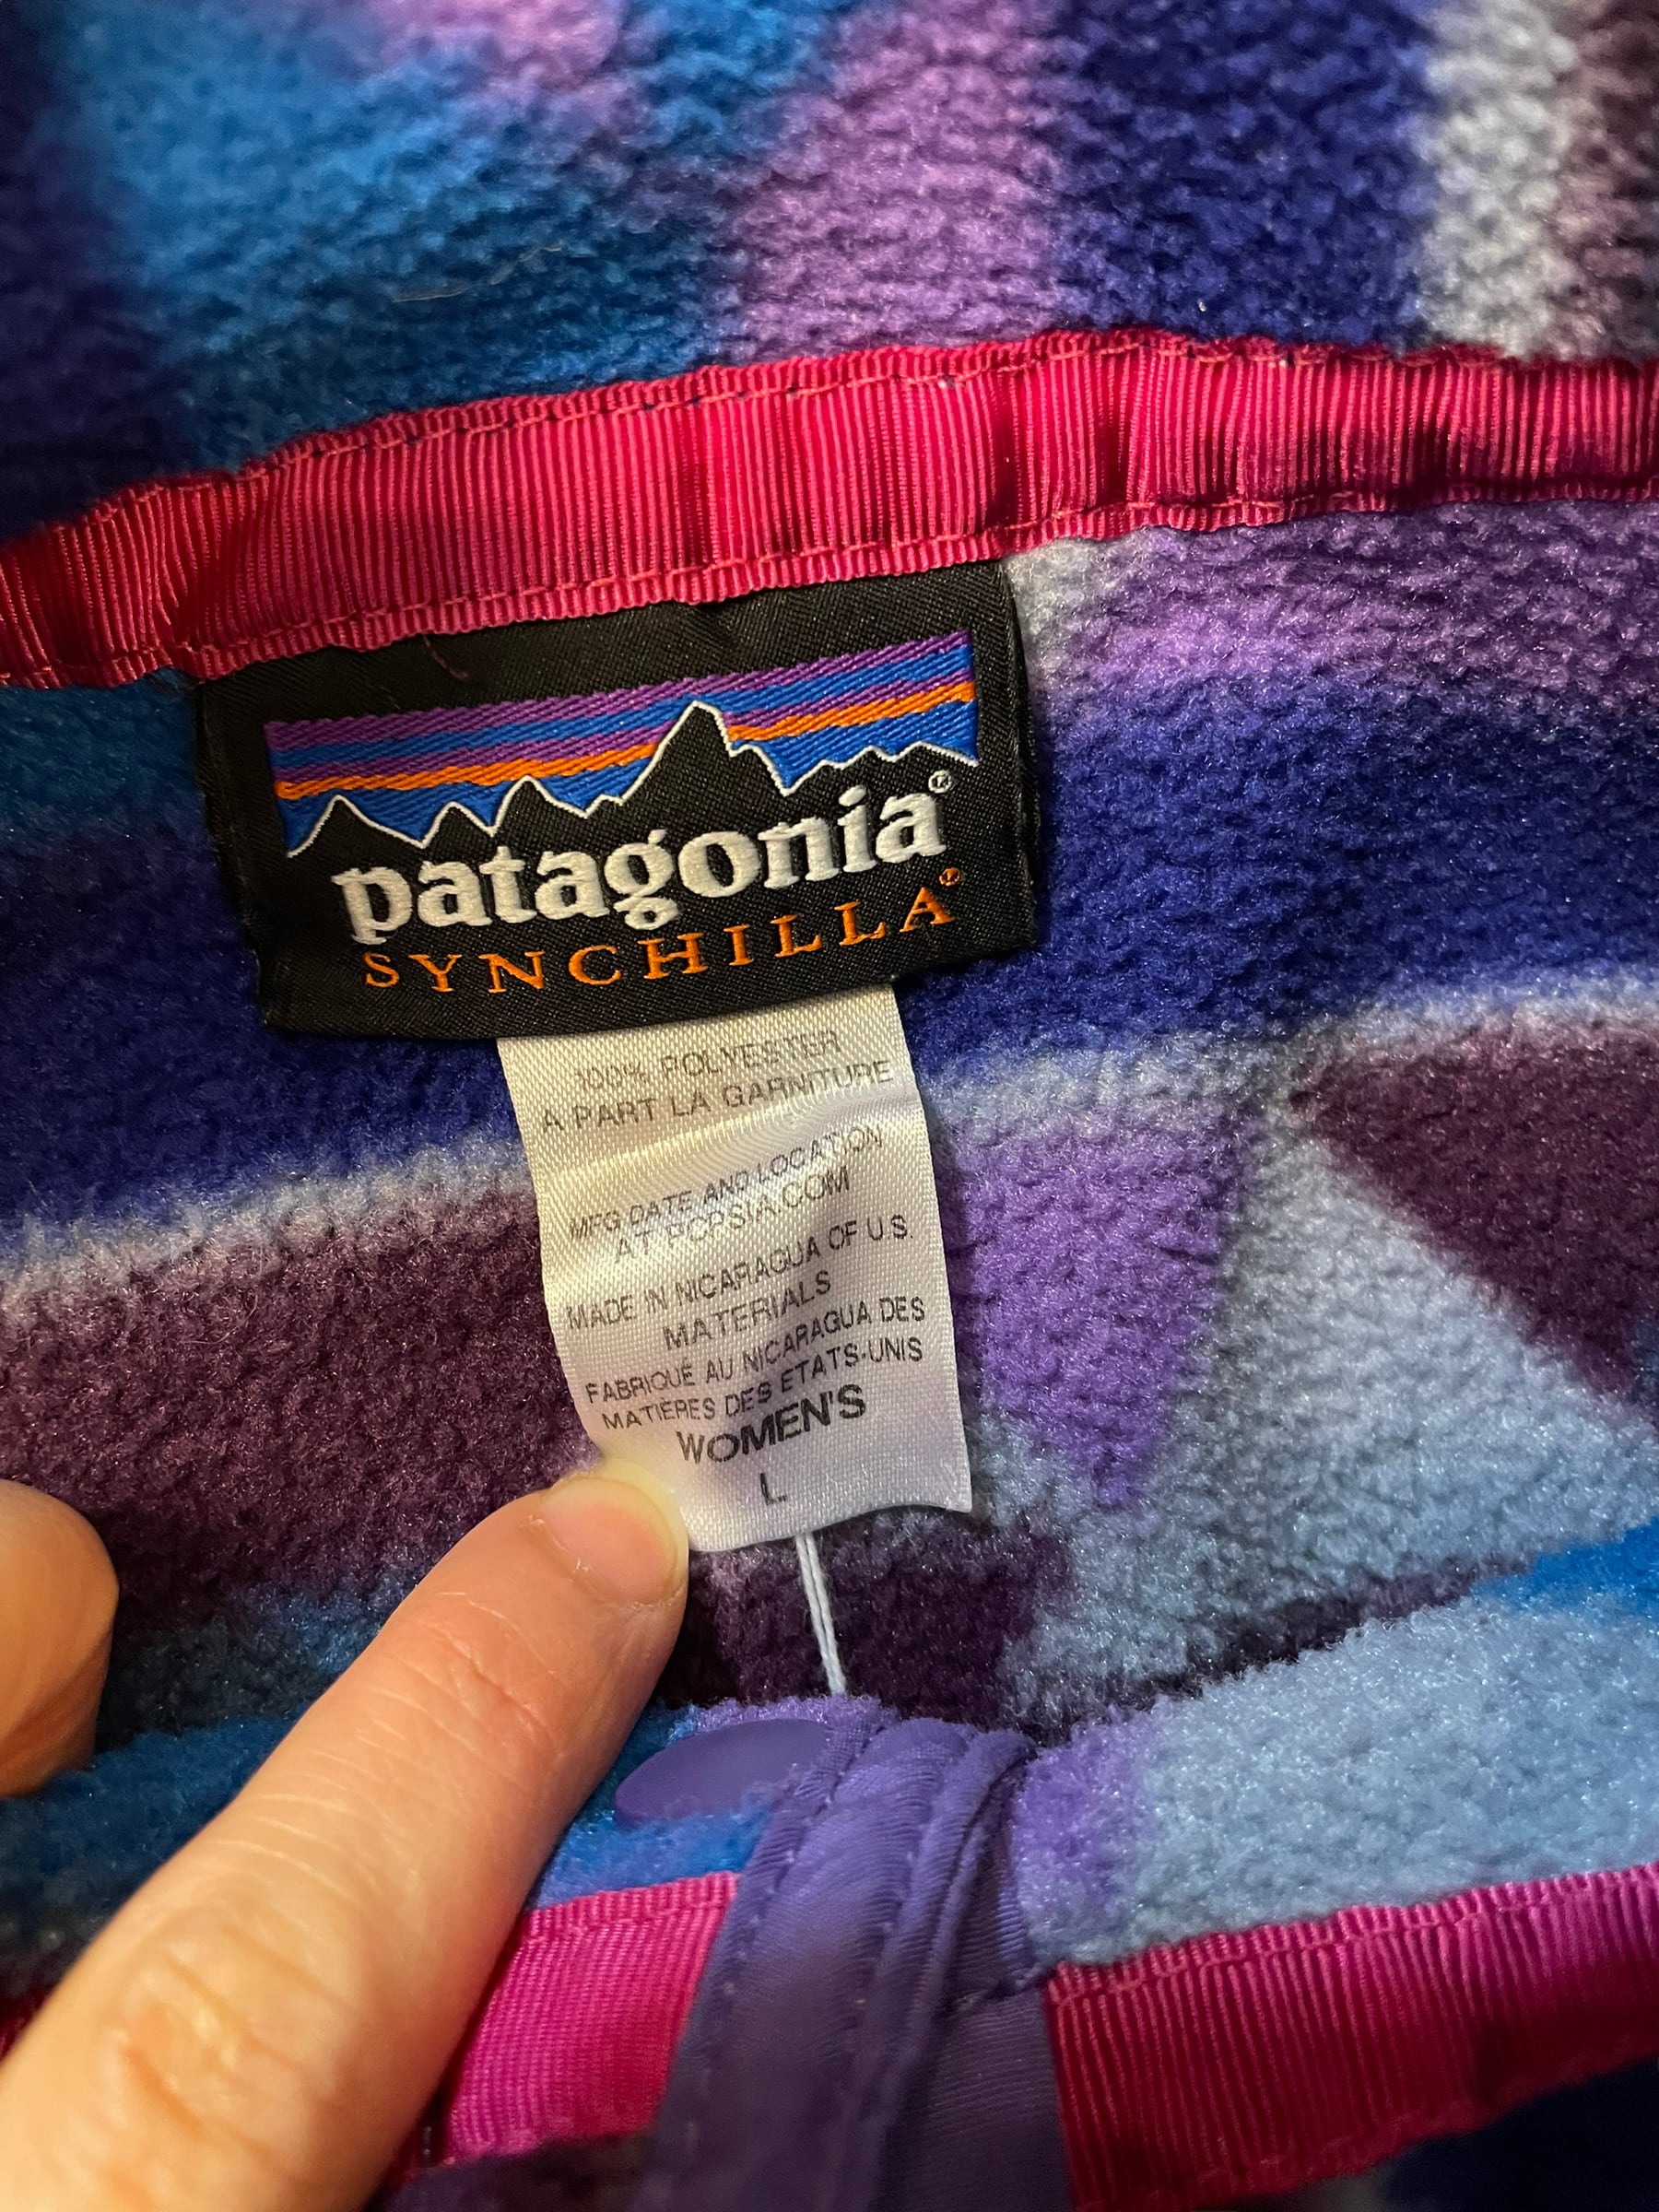 patagonia®
SYNCHILLA®
100% POLYESTER
A PART LA GARNITURE
MFG DATE AND LOCATION
AT PCPSIA.COM
MADE IN NICARAGUA OF U.S.
MATERIALS
FABRIQUÉ AU NICARAGUA DES
MATIÈRES DES ETATS-UNIS
WOMEN'S
L